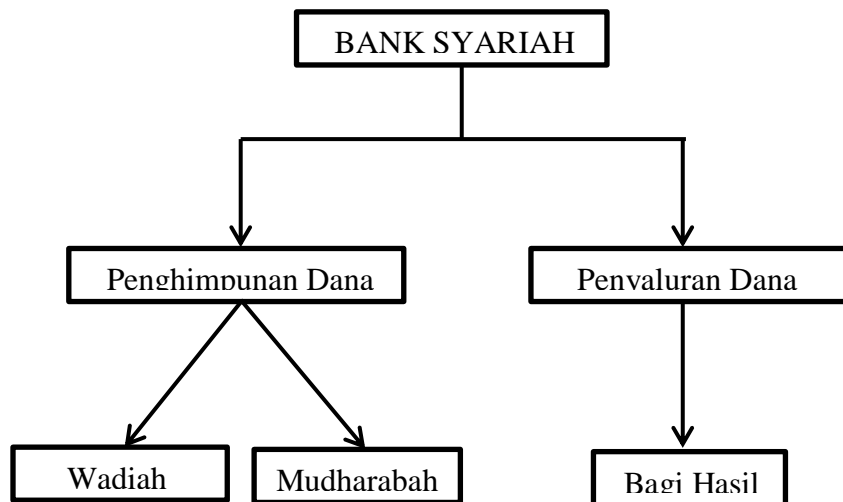 BANK SYARIAH
Penghimpunan Dana
Penyaluran Dana
Wadiah
Mudharabah
Bagi Hasil